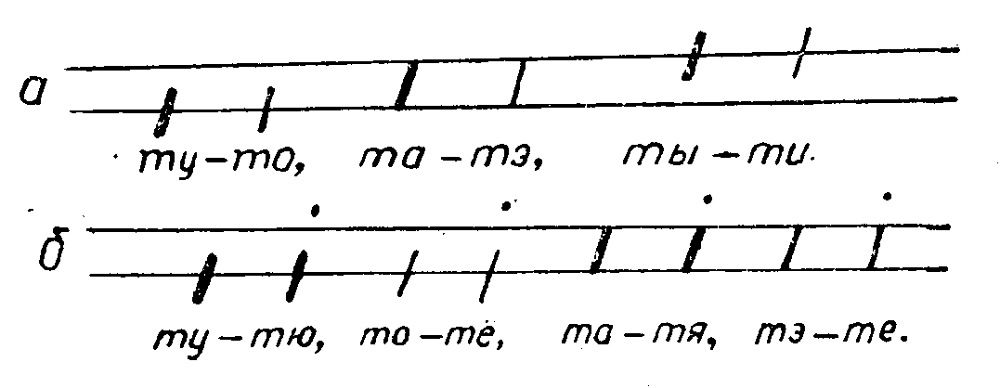 а
ту – то, та – тэ, ты – ти.
б
ту – тю, то – тё, та – тя, тэ – те.